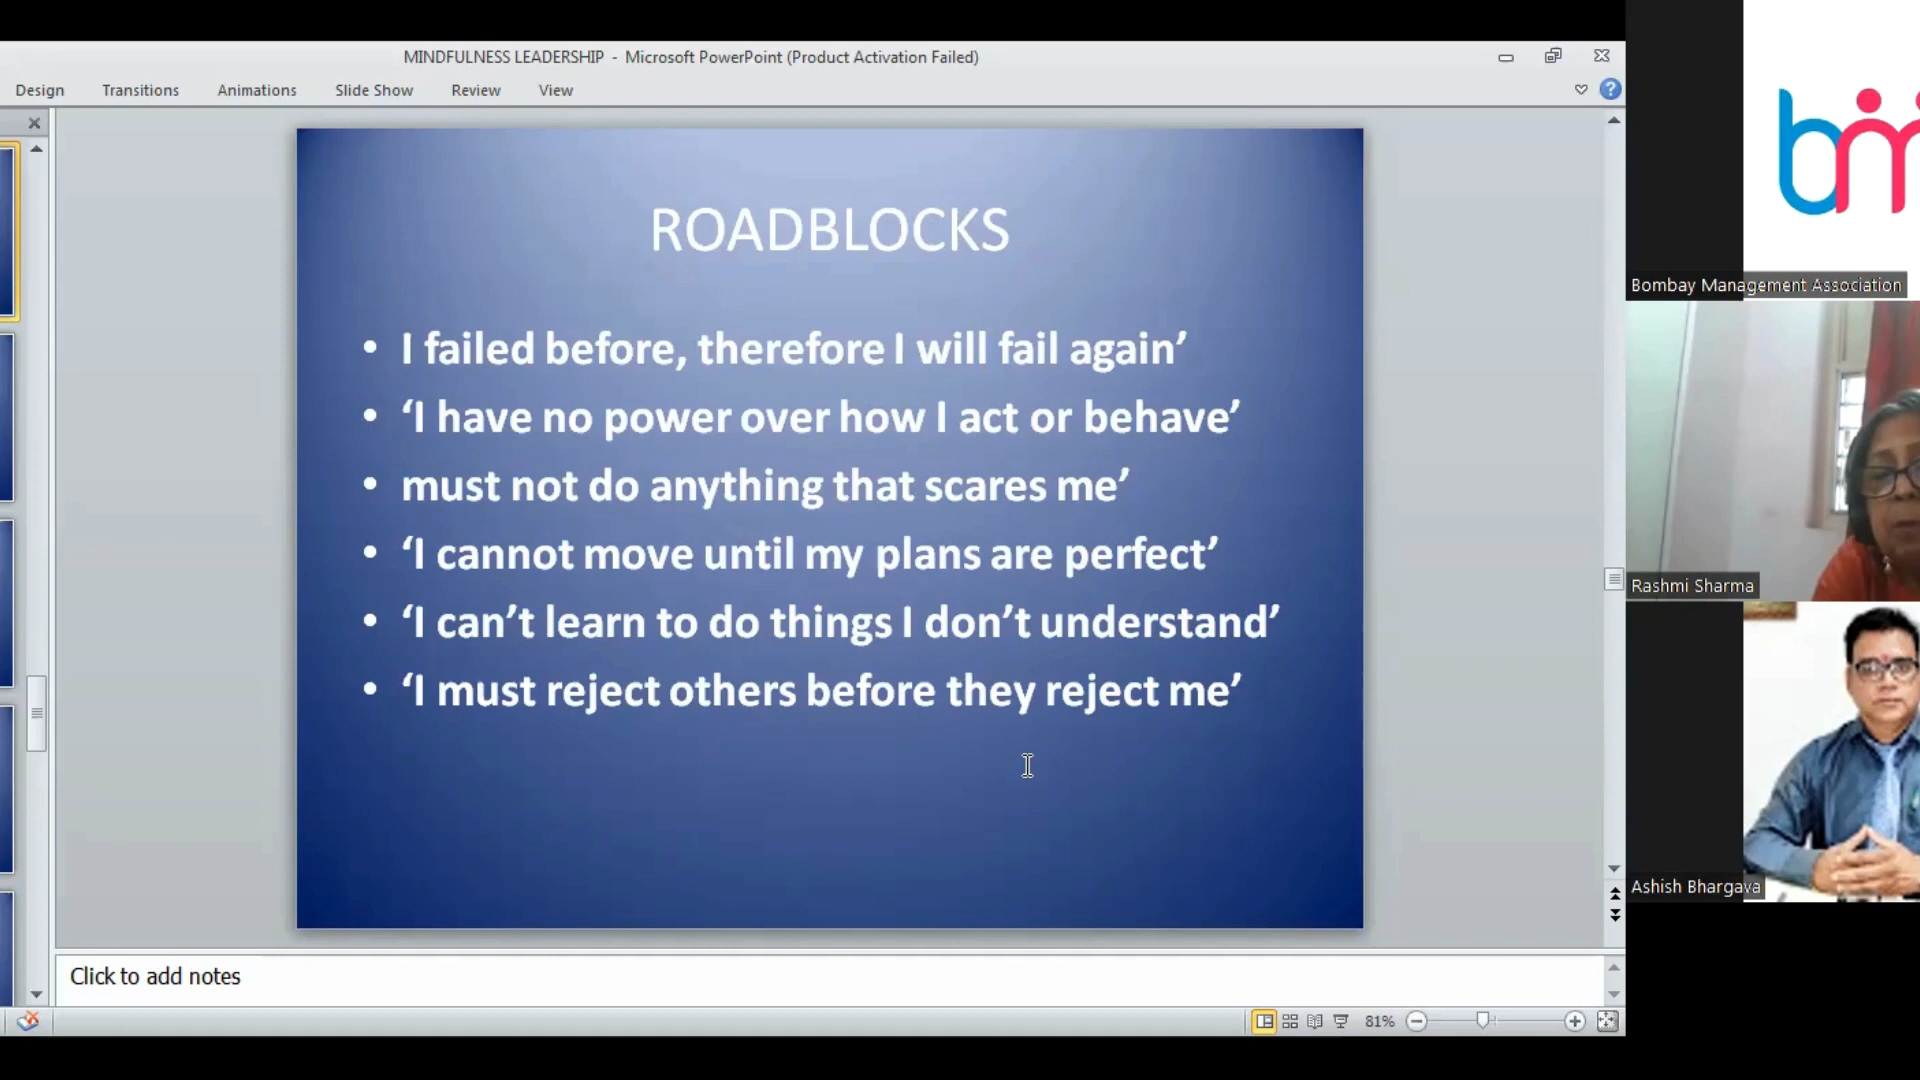 MINDFULNESS LEADERSHIP - Microsoft PowerPoint (Product Activation Failed)
Design Transitions Animations Slide Show Review View
ROADBLOCKS
• I failed before, therefore I will fail again’
• ‘I have no power over how I act or behave’
• must not do anything that scares me’
• ‘I cannot move until my plans are perfect’
• ‘I can’t learn to do things I don’t understand’
• ‘I must reject others before they reject me’
Click to add notes
81%
bm
Bombay Management Association
Rashmi Sharma
Ashish Bhargava